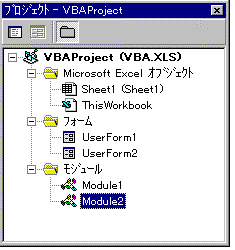 プロジェクト - VBAProject
VBAProject (VBA.XLS)
Microsoft Excel オブジェクト
Sheet1 (Sheet1)
ThisWorkbook
フォーム
UserForm1
UserForm2
モジュール
Module1
Module2